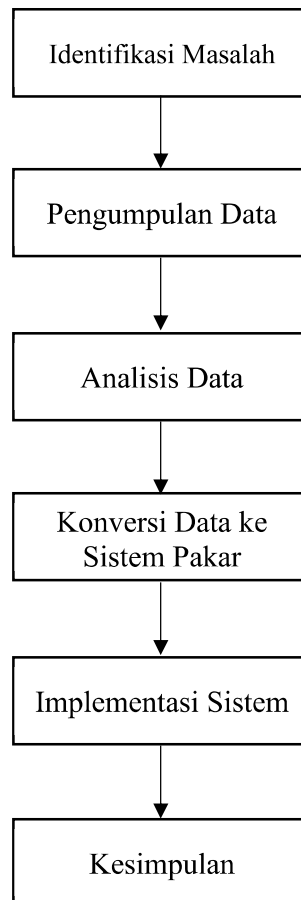 Identifikasi Masalah
Pengumpulan Data
Analisis Data
Konversi Data ke
Sistem Pakar
Implementasi Sistem
Kesimpulan